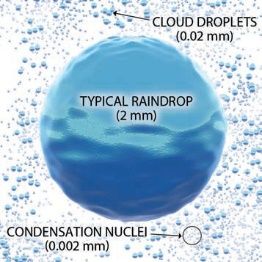 CLOUD DROPLETS
(0.02 mm)
TYPICAL RAINDROP
(2 mm)
CONDENSATION NUCLEI
(0.002 mm)